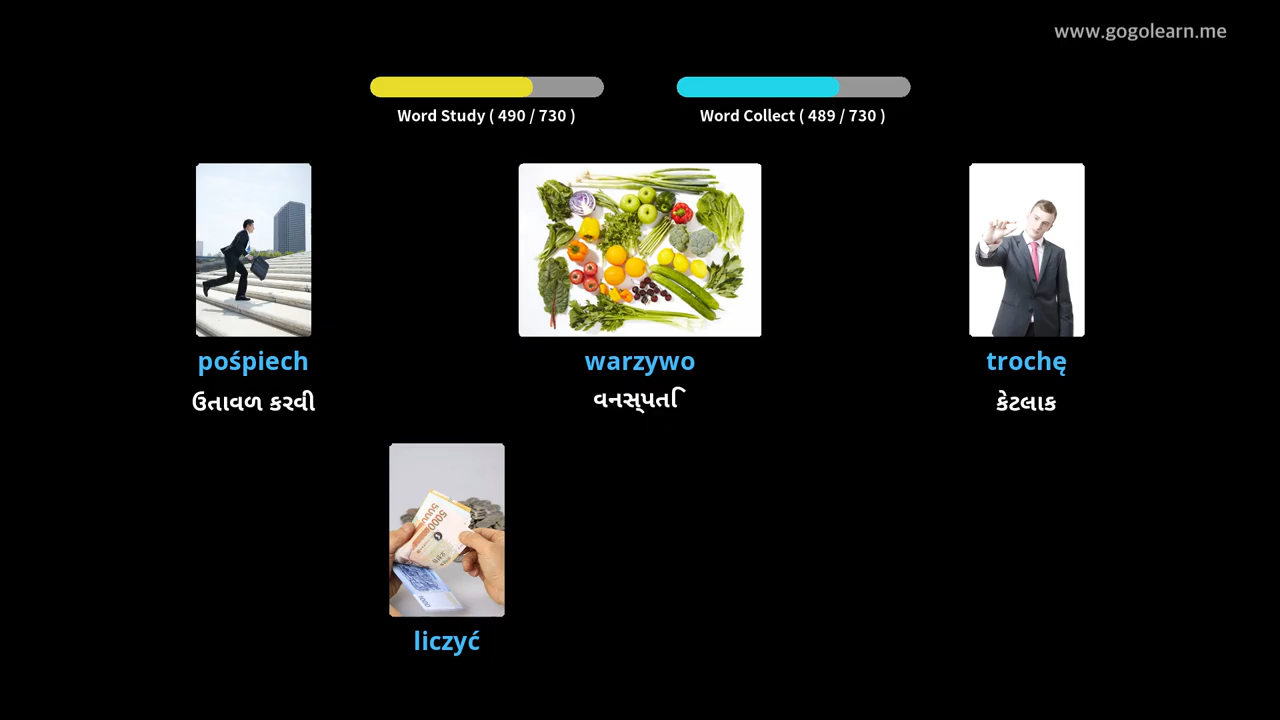 www.gogolearn.me
Word Study ( 490 / 730 )
Word Collect ( 489 / 730 )
pośpiech
ઉતાવળ કરવી
warzywo
વનસ્પતિ
trochę
કેટલાક
5000
liczyć